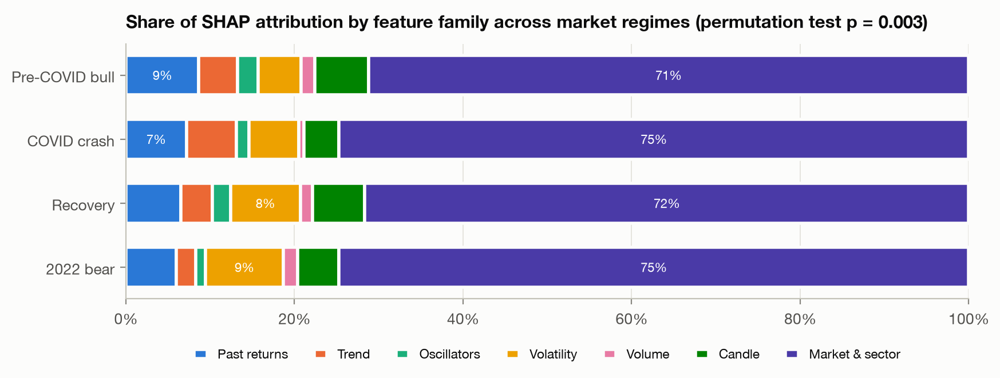 Share of SHAP attribution by feature family across market regimes (permutation test p = 0.003)
Pre-COVID bull
9%
71%
COVID crash
7%
75%
Recovery
8%
72%
2022 bear
9%
75%
0%
20%
40%
60%
80%
100%
Past returns
Trend
Oscillators
Volatility
Volume
Candle
Market & sector